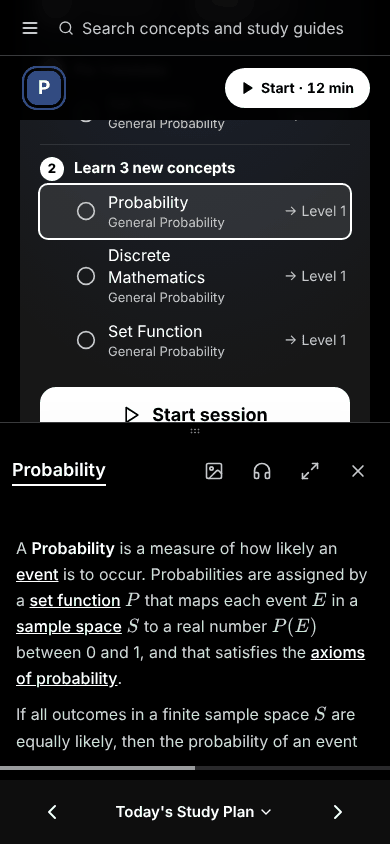 Search concepts and study guides
P
Start · 12 min
General Probability
2 Learn 3 new concepts
Probability
General Probability
→ Level 1
Discrete
Mathematics
General Probability
→ Level 1
Set Function
General Probability
→ Level 1
Start session
Probability
A Probability is a measure of how likely an
event is to occur. Probabilities are assigned by
a set function P that maps each event E in a
sample space S to a real number P(E)
between 0 and 1, and that satisfies the axioms
of probability.
If all outcomes in a finite sample space S are
equally likely, then the probability of an event
Today's Study Plan